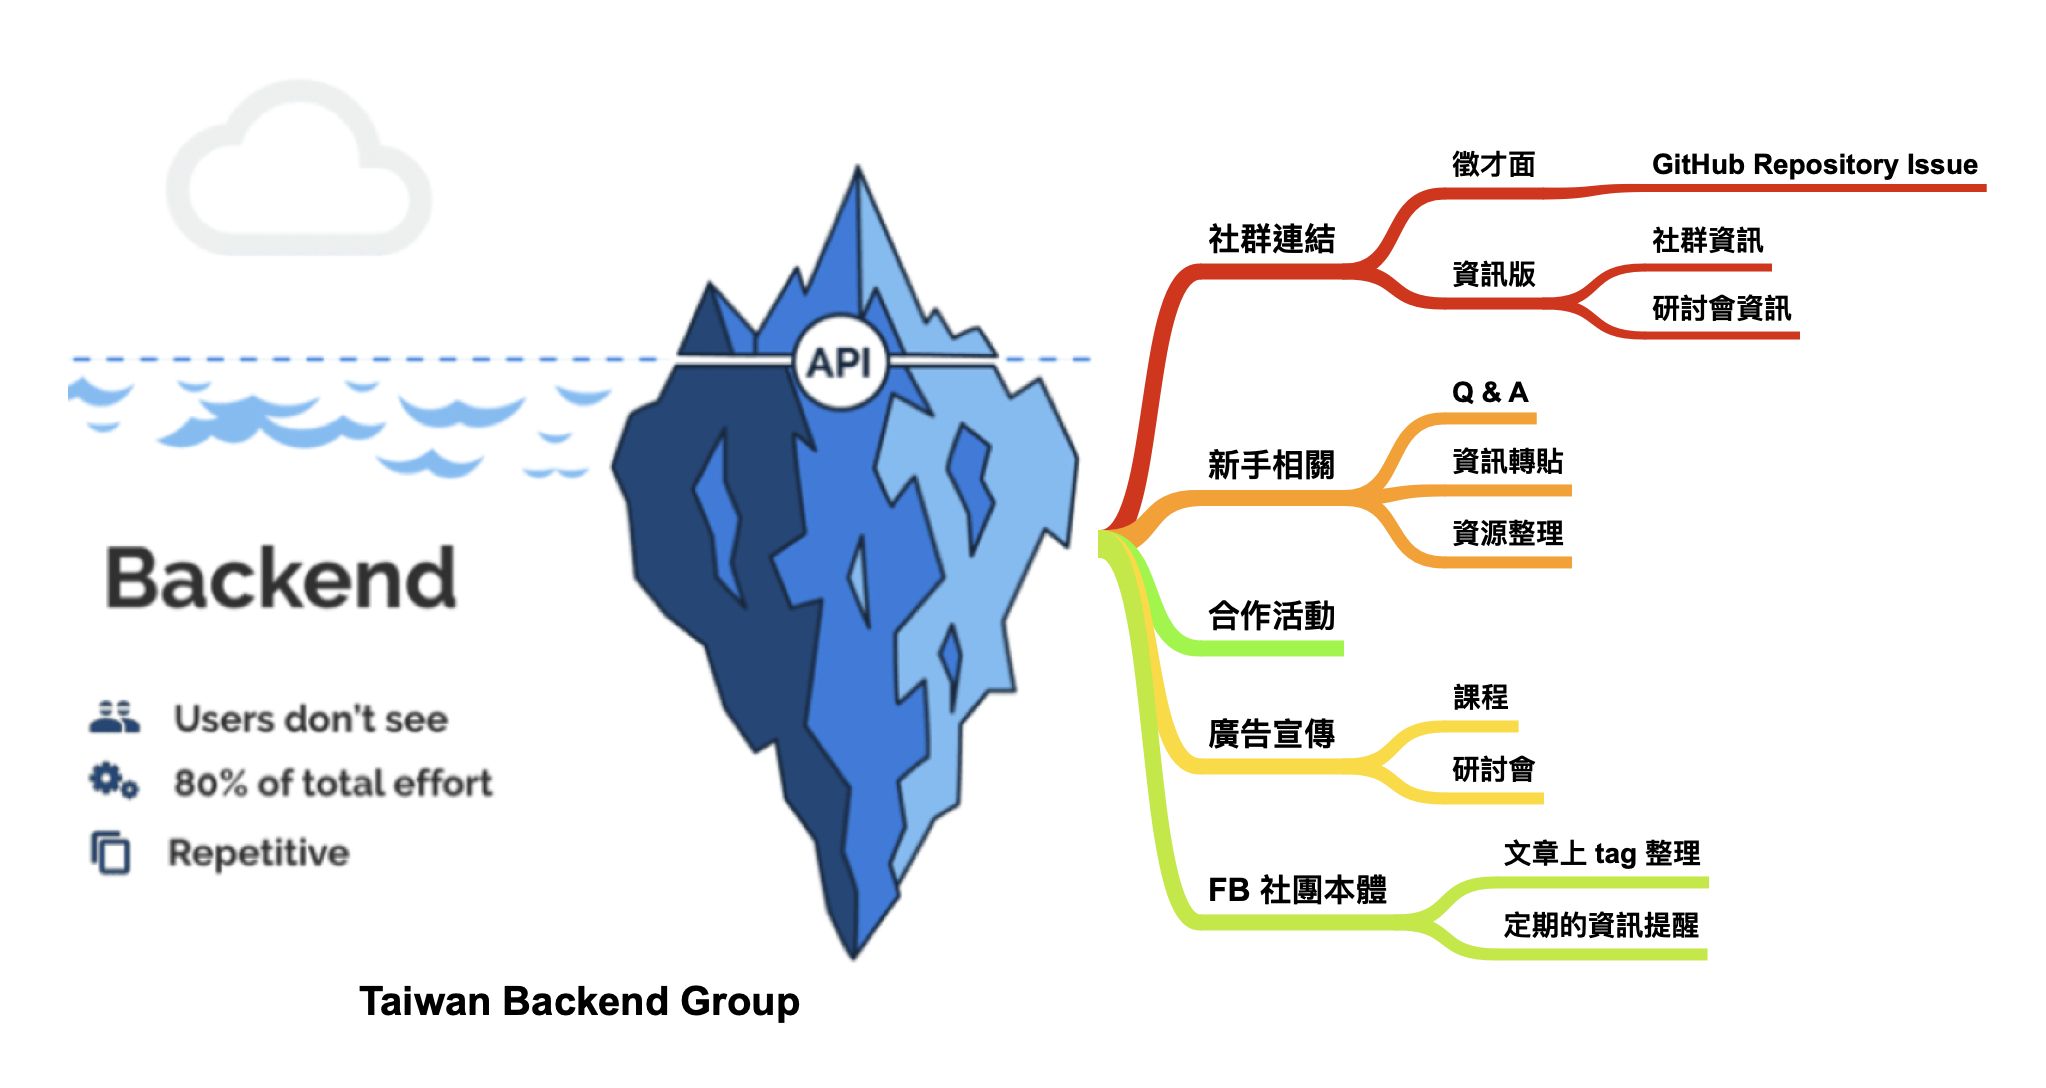 API
Backend
Users don't see
80% of total effort
Repetitive
Taiwan Backend Group
社群連結
徵才面
GitHub Repository Issue
資訊版
社群資訊
研討會資訊
新手相關
Q & A
資訊轉貼
資源整理
合作活動
廣告宣傳
課程
研討會
FB 社團本體
文章上 tag 整理
定期的資訊提醒